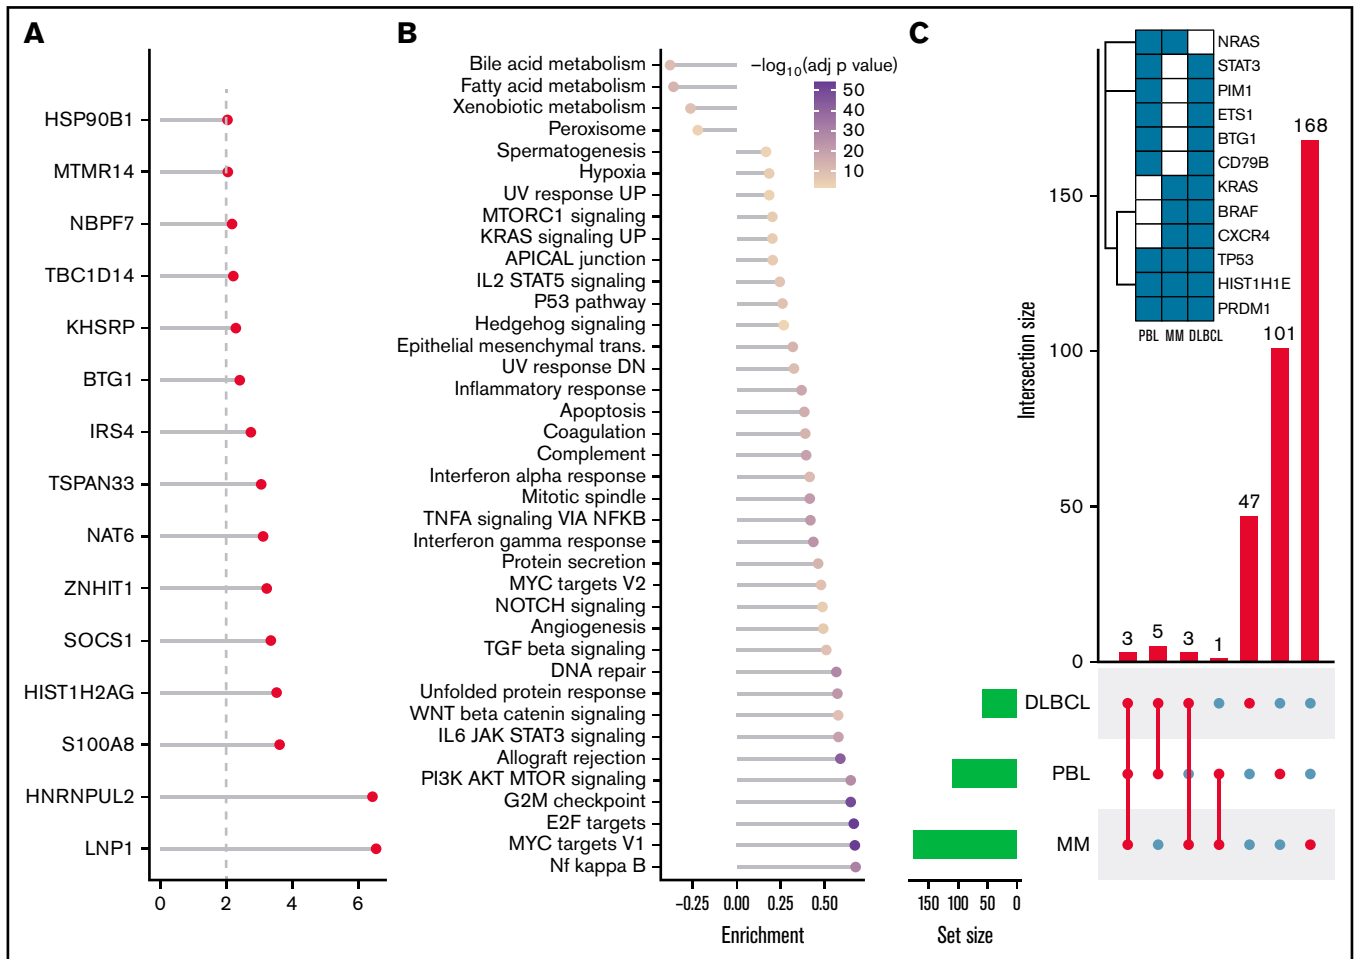 A
HSP90B1
MTMR14
NBPF7
TBC1D14
KHSRP
BTG1
IRS4
TSPAN33
NAT6
ZNHIT1
SOCS1
HIST1H2AG
S100A8
HNRNPUL2
LNP1
0 2 4 6
B
Bile acid metabolism
Fatty acid metabolism
Xenobiotic metabolism
Peroxisome
Spermatogenesis
Hypoxia
UV response UP
MTORC1 signaling
KRAS signaling UP
APICAL junction
IL2 STAT5 signaling
P53 pathway
Hedgehog signaling
Epithelial mesenchymal trans.
UV response DN
Inflammatory response
Apoptosis
Coagulation
Complement
Interferon alpha response
Mitotic spindle
TNFA signaling VIA NFKB
Interferon gamma response
Protein secretion
MYC targets V2
NOTCH signaling
Angiogenesis
TGF beta signaling
DNA repair
Unfolded protein response
WNT beta catenin signaling
IL6 JAK STAT3 signaling
Allograft rejection
PI3K AKT MTOR signaling
G2M checkpoint
E2F targets
MYC targets V1
Nf kappa B
−0.25 0.00 0.25 0.50
Enrichment
−log10(adj p value)
50
40
30
20
10
C
NRAS
STAT3
PIM1
ETS1
BTG1
CD79B
KRAS
BRAF
CXCR4
TP53
HIST1H1E
PRDM1
PBL MM DLBCL
Intersection size
150
100
50
0
3 5 3 1 47 101 168
DLBCL
PBL
MM
150 100 50 0
Set size